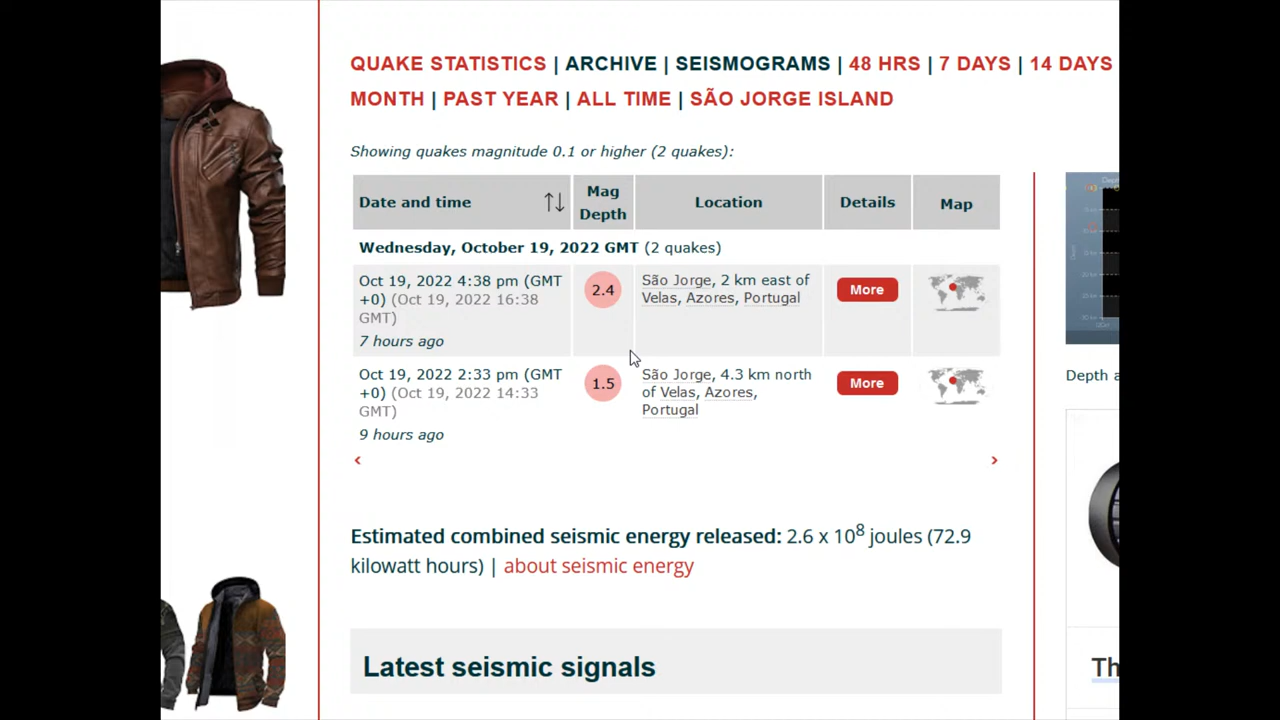 QUAKE STATISTICS | ARCHIVE | SEISMOGRAMS | 48 HRS | 7 DAYS | 14 DAYS
MONTH | PAST YEAR | ALL TIME | SÃO JORGE ISLAND
Showing quakes magnitude 0.1 or higher (2 quakes):
Date and time
Mag
Depth
Location
Details
Map
Wednesday, October 19, 2022 GMT (2 quakes)
Oct 19, 2022 4:38 pm (GMT
+0) (Oct 19, 2022 16:38
GMT)
7 hours ago
2.4
São Jorge, 2 km east of
Velas, Azores, Portugal
More
Oct 19, 2022 2:33 pm (GMT
+0) (Oct 19, 2022 14:33
GMT)
9 hours ago
1.5
São Jorge, 4.3 km north
of Velas, Azores,
Portugal
More
‹ ›
Estimated combined seismic energy released: 2.6 x 10⁸ joules (72.9
kilowatt hours) | about seismic energy
Latest seismic signals
Depth a
Th